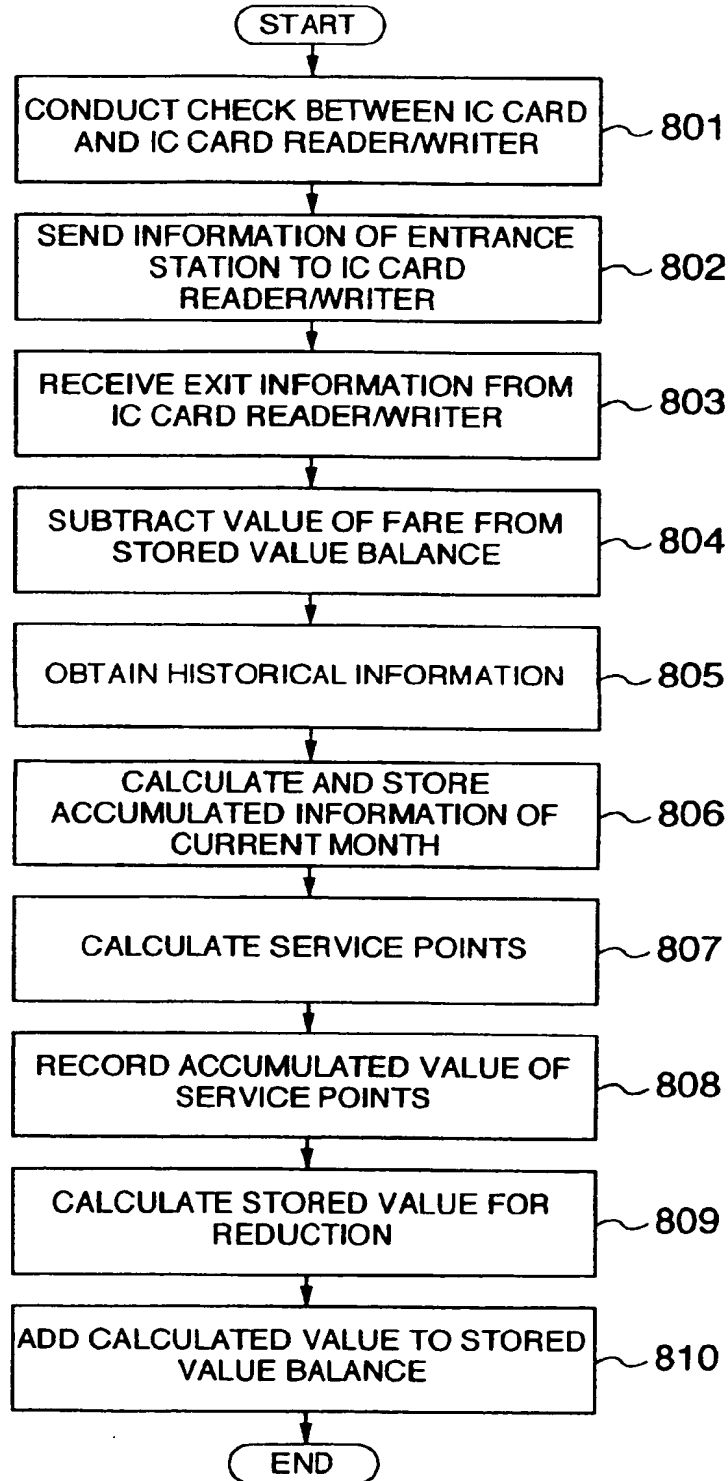 START
CONDUCT CHECK BETWEEN IC CARD
AND IC CARD READER/WRITER
801
SEND INFORMATION OF ENTRANCE
STATION TO IC CARD
READER/WRITER
802
RECEIVE EXIT INFORMATION FROM
IC CARD READER/WRITER
803
SUBTRACT VALUE OF FARE FROM
STORED VALUE BALANCE
804
OBTAIN HISTORICAL INFORMATION
805
CALCULATE AND STORE
ACCUMULATED INFORMATION OF
CURRENT MONTH
806
CALCULATE SERVICE POINTS
807
RECORD ACCUMULATED VALUE OF
SERVICE POINTS
808
CALCULATE STORED VALUE FOR
REDUCTION
809
ADD CALCULATED VALUE TO STORED
VALUE BALANCE
810
END